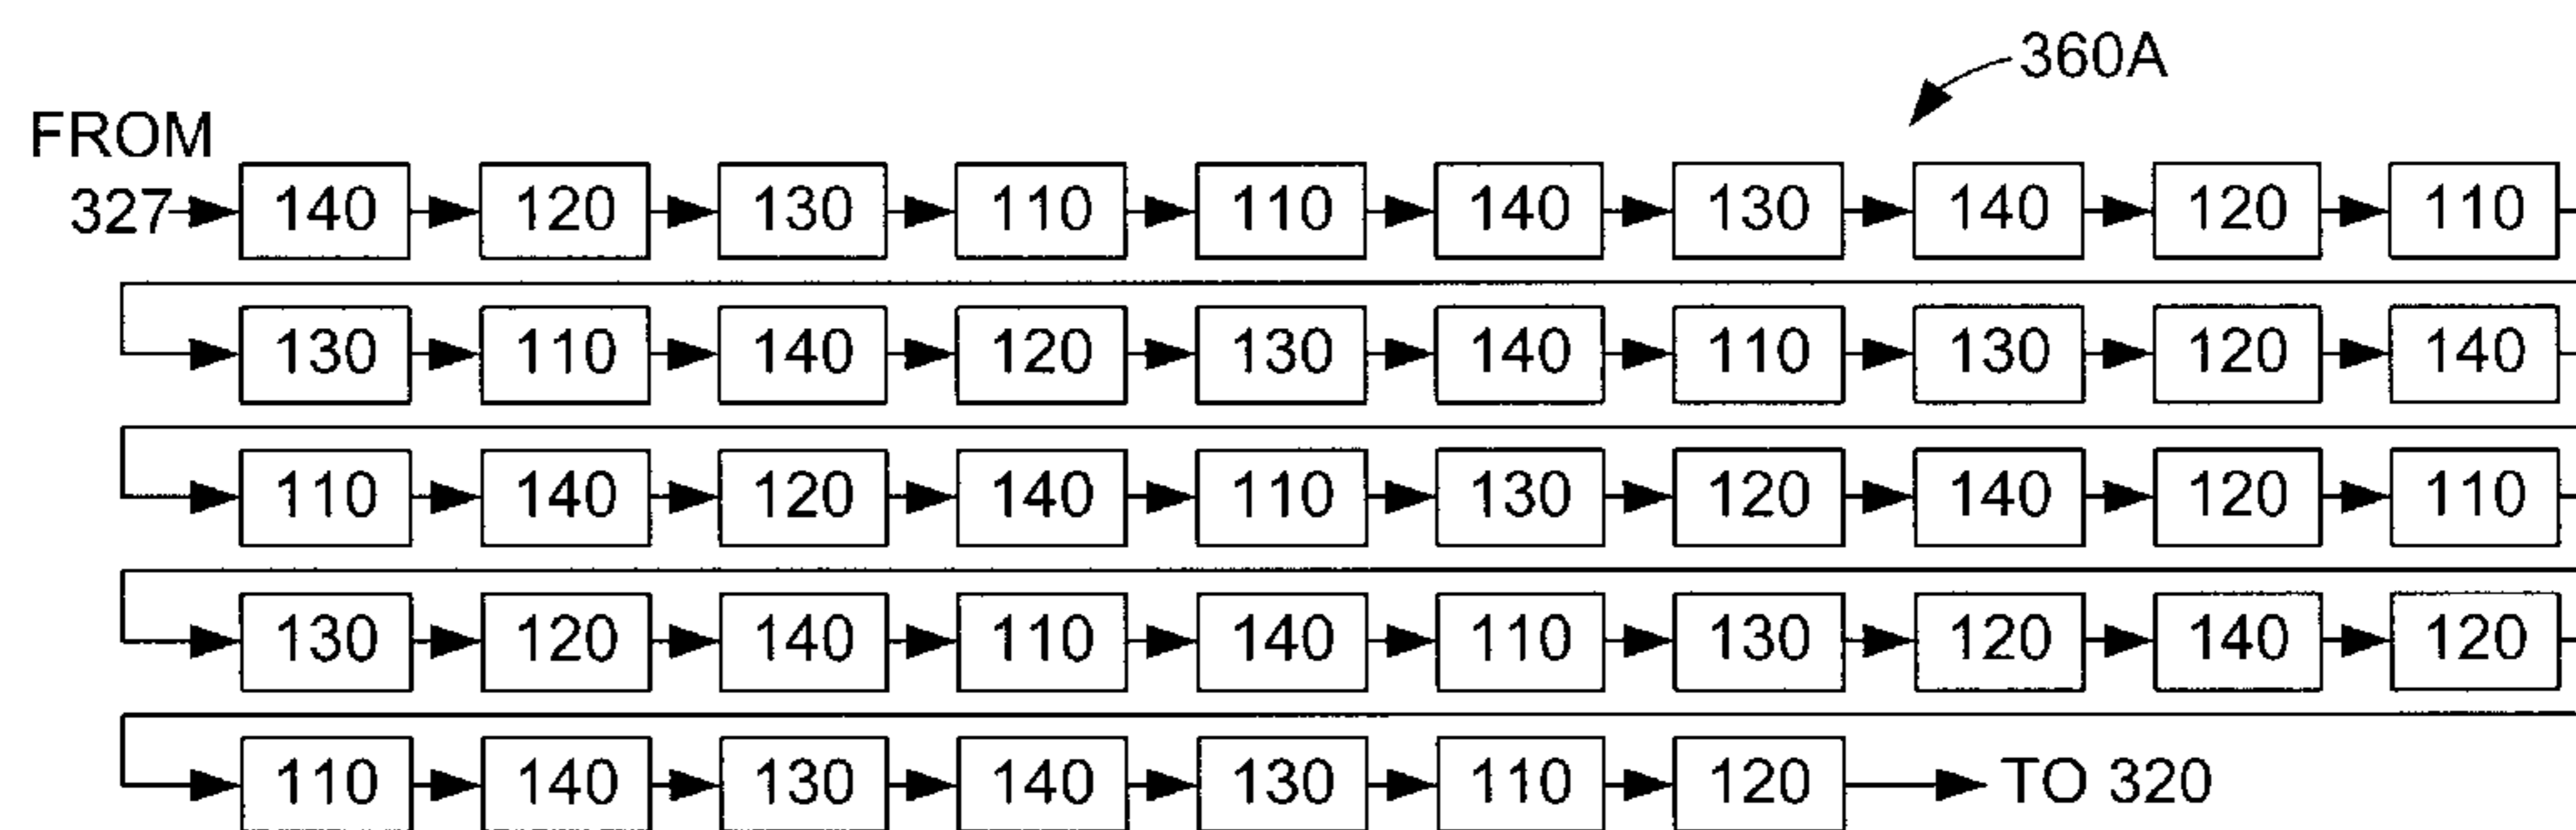 360A
FROM
327 140 120 130 110 110 140 130 140 120 110
130 110 140 120 130 140 110 130 120 140
110 140 120 140 110 130 120 140 120 110
130 120 140 110 140 110 130 120 140 120
110 140 130 140 130 110 120 TO 320